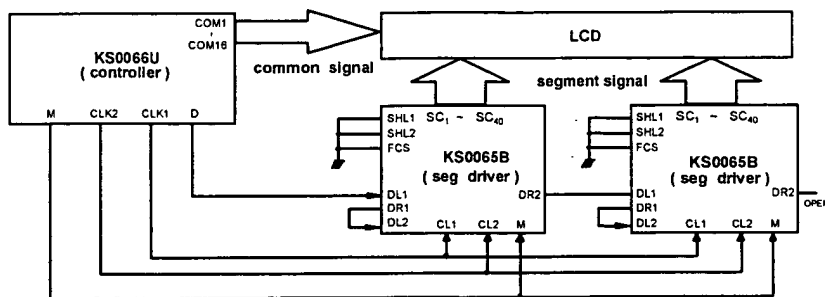 COM1
,
COM16
KS0066U
( controller )
M CLK2 CLK1 D
common signal
LCD
segment signal
SHL1
SHL2
FCS
SC1 ~ SC40
KS0065B
( seg driver )
DL1
DR1
DL2
DR2
CL1 CL2 M
SHL1
SHL2
FCS
SC1 ~ SC40
KS0065B
( seg driver )
DL1
DR1
DL2
DR2
OPEN
CL1 CL2 M